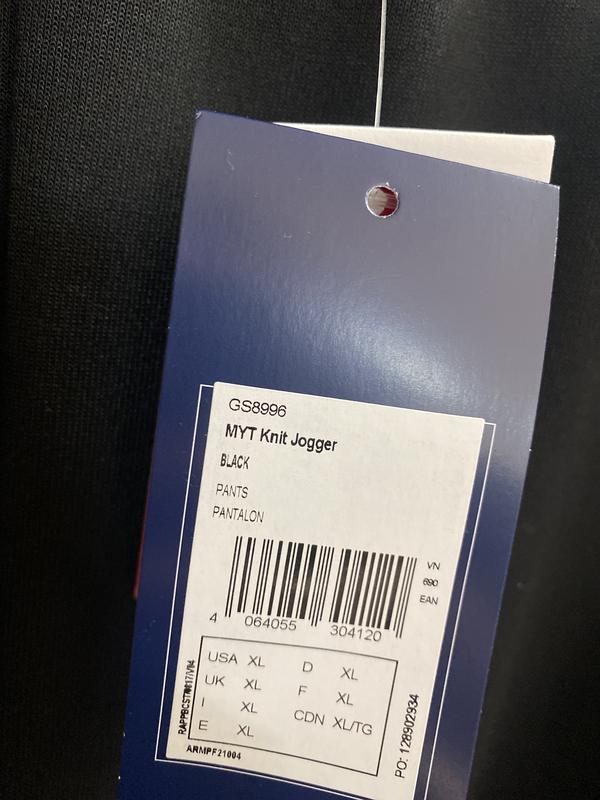 GS8996
MYT Knit Jogger
BLACK
PANTS
PANTALON
VN
690
EAN
4 064055 304120
USA XL D XL
UK XL F XL
I XL CDN XL/TG
E XL
ARMPF21004
PO: 128902934